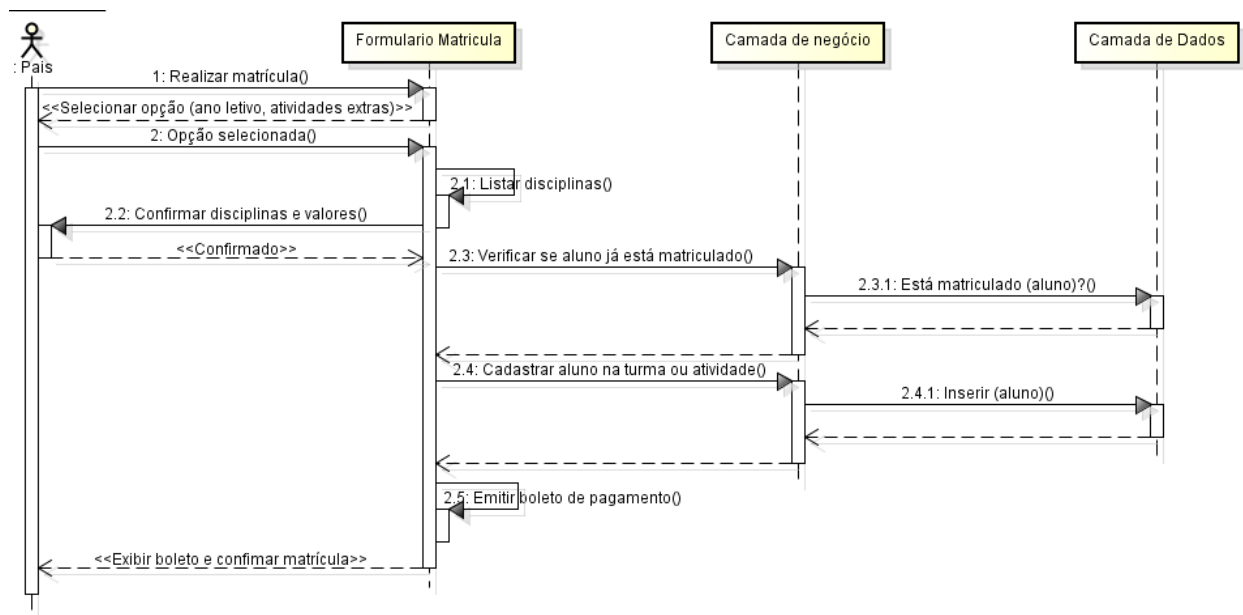 Formulario Matricula
Camada de negócio
Camada de Dados
: Pais
1: Realizar matrícula()
<<Selecionar opção (ano letivo, atividades extras)>>
2: Opção selecionada()
2.1: Listar disciplinas()
2.2: Confirmar disciplinas e valores()
<<Confirmado>>
2.3: Verificar se aluno já está matriculado()
2.3.1: Está matriculado (aluno)?()
2.4: Cadastrar aluno na turma ou atividade()
2.4.1: Inserir (aluno)()
2.5: Emitir boleto de pagamento()
<<Exibir boleto e confimar matrícula>>